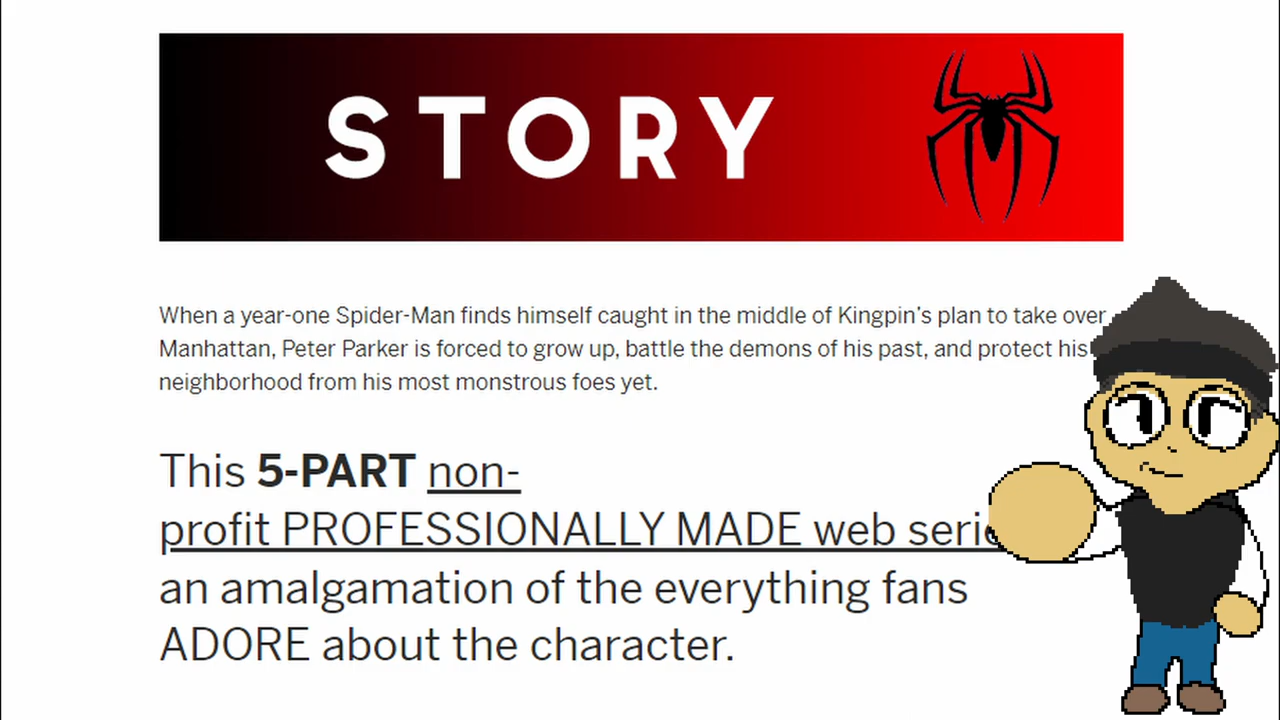 STORY
When a year-one Spider-Man finds himself caught in the middle of Kingpin's plan to take over
Manhattan, Peter Parker is forced to grow up, battle the demons of his past, and protect his
neighborhood from his most monstrous foes yet.
This 5-PART non-
profit PROFESSIONALLY MADE web
an amalgamation of the everything fans
ADORE about the character.